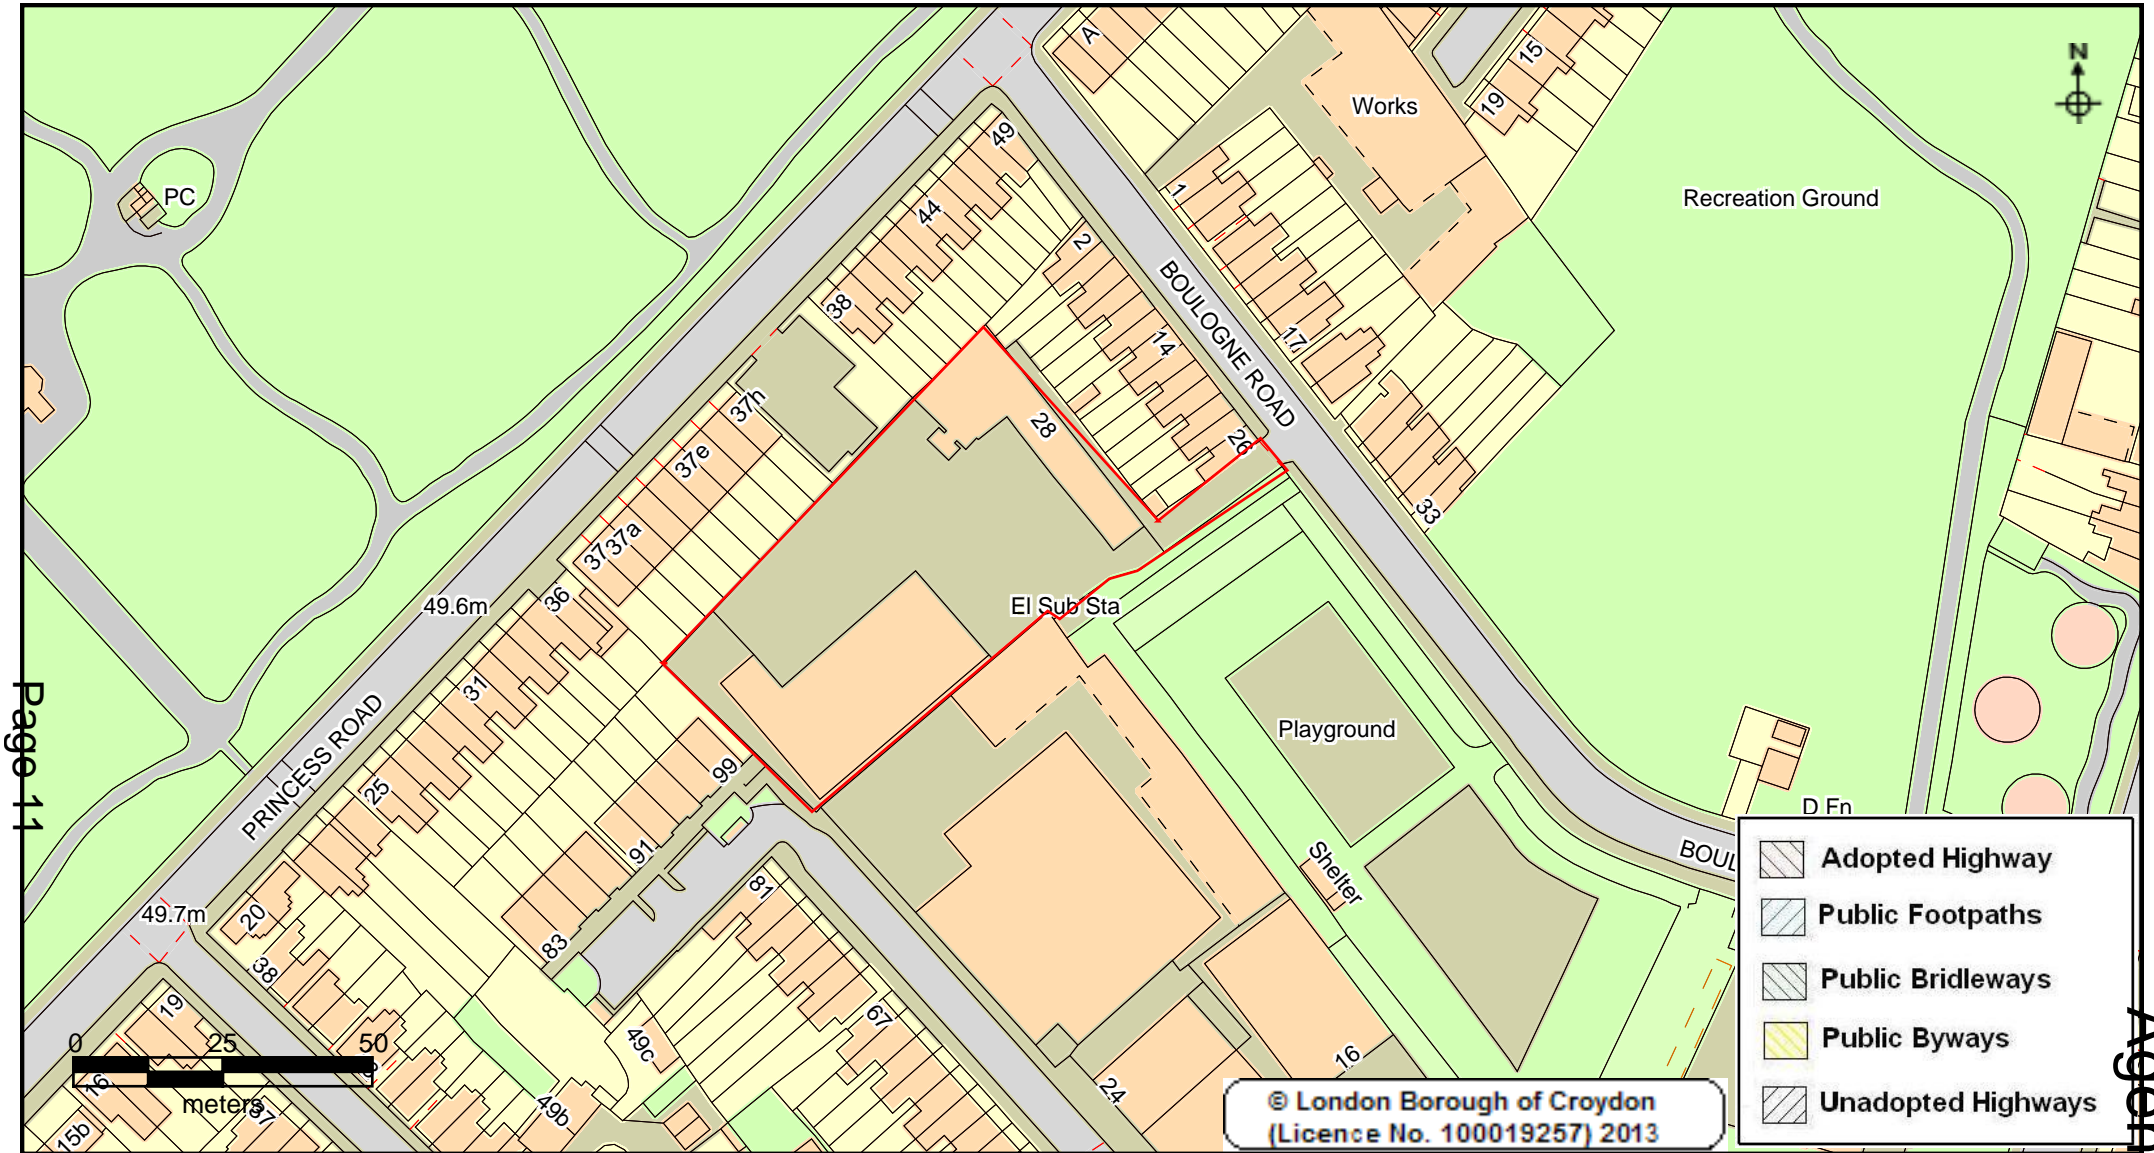 A
15
19
Works
N
PC
49
44
38
1
2
Recreation Ground
BOULOGNE ROAD
14
17
28
26
33
37h
37e
37a
37
36
49.6m
El Sub Sta
31
PRINCESS ROAD
25
99
91
83
81
Playground
Shelter
D Fn
BOUL
20
49.7m
38
19
67
49c
49b
16
24
16
37
15b
0 25 50
meters
Adopted Highway
Public Footpaths
Public Bridleways
Public Byways
Unadopted Highways
© London Borough of Croydon
(Licence No. 100019257) 2013
Page 11
Agen